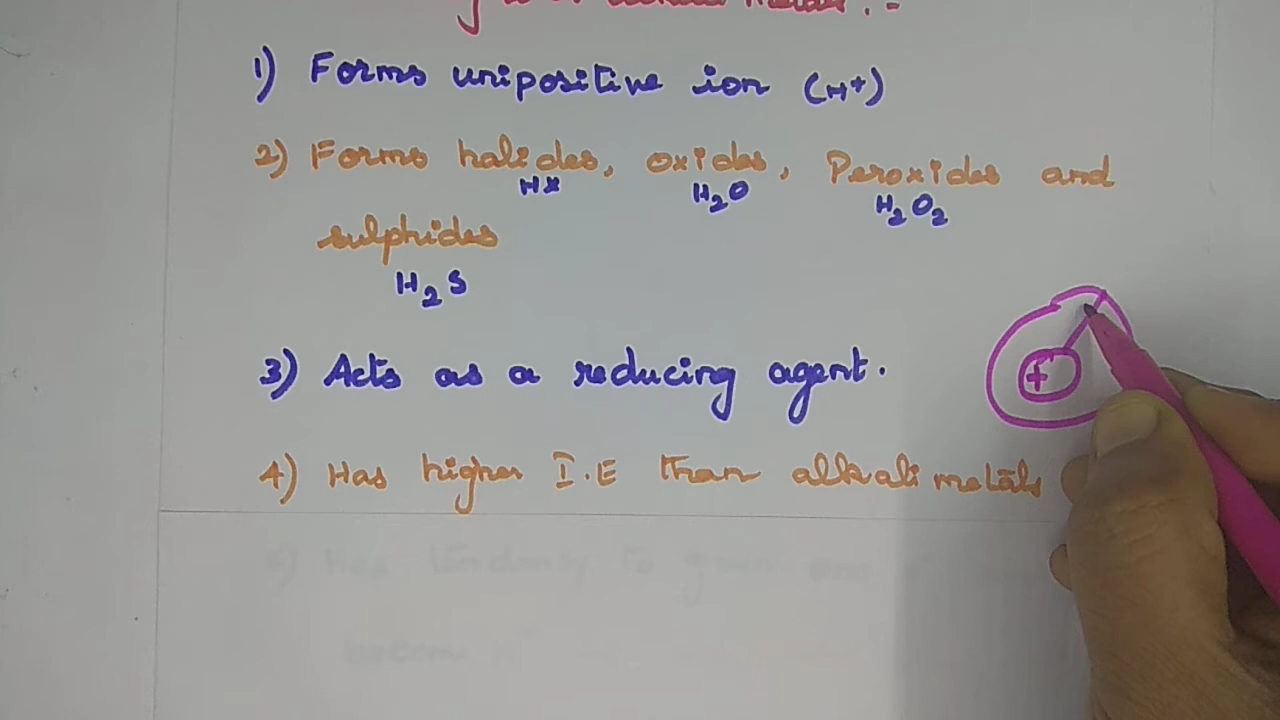 1) Forms unipositive ion (H+)
2) Forms halides, oxides, Peroxides and
HX H₂O H₂O₂
sulphides
H₂S
+
3) Acts as a reducing agent.
4) Has higher I.E than alkali metals